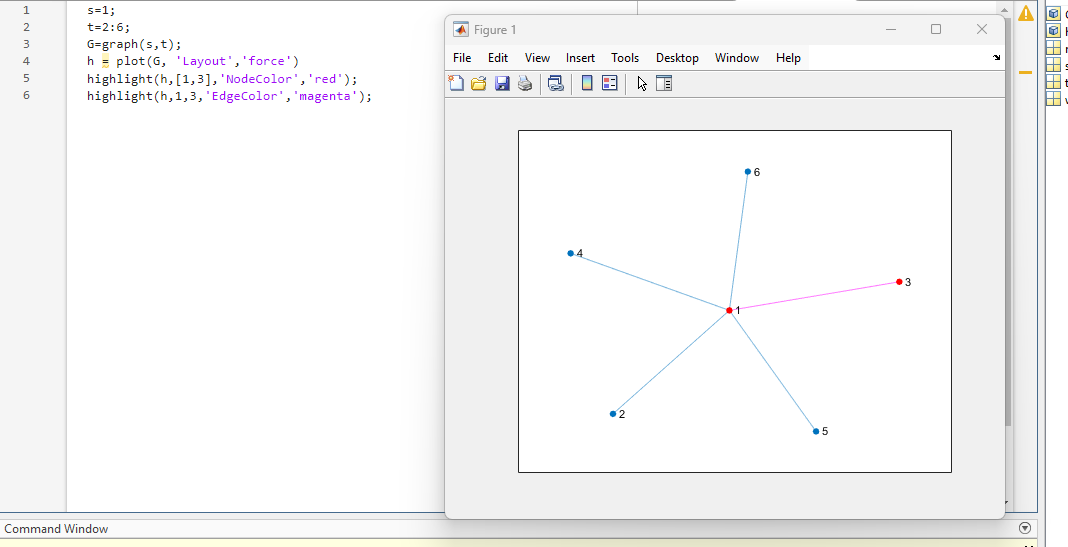 1 s=1;
2 t=2:6;
3 G=graph(s,t);
4 h = plot(G, 'Layout','force')
5 highlight(h,[1,3],'NodeColor','red');
6 highlight(h,1,3,'EdgeColor','magenta');
Figure 1
File Edit View Insert Tools Desktop Window Help
6
4
3
1
2
5
Command Window
s
t